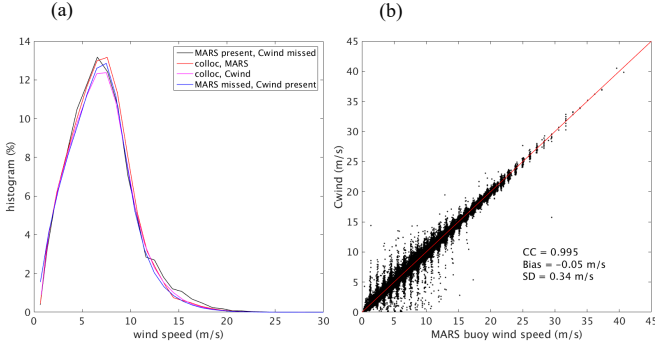 (a)
(b)
MARS present, Cwind missed
colloc, MARS
colloc, Cwind
MARS missed, Cwind present
14
12
10
8
6
4
2
0
histogram (%)
0 5 10 15 20 25 30
wind speed (m/s)
45
40
35
30
25
20
15
10
5
0
Cwind (m/s)
CC = 0.995
Bias = -0.05 m/s
SD = 0.34 m/s
0 5 10 15 20 25 30 35 40 45
MARS buoy wind speed (m/s)